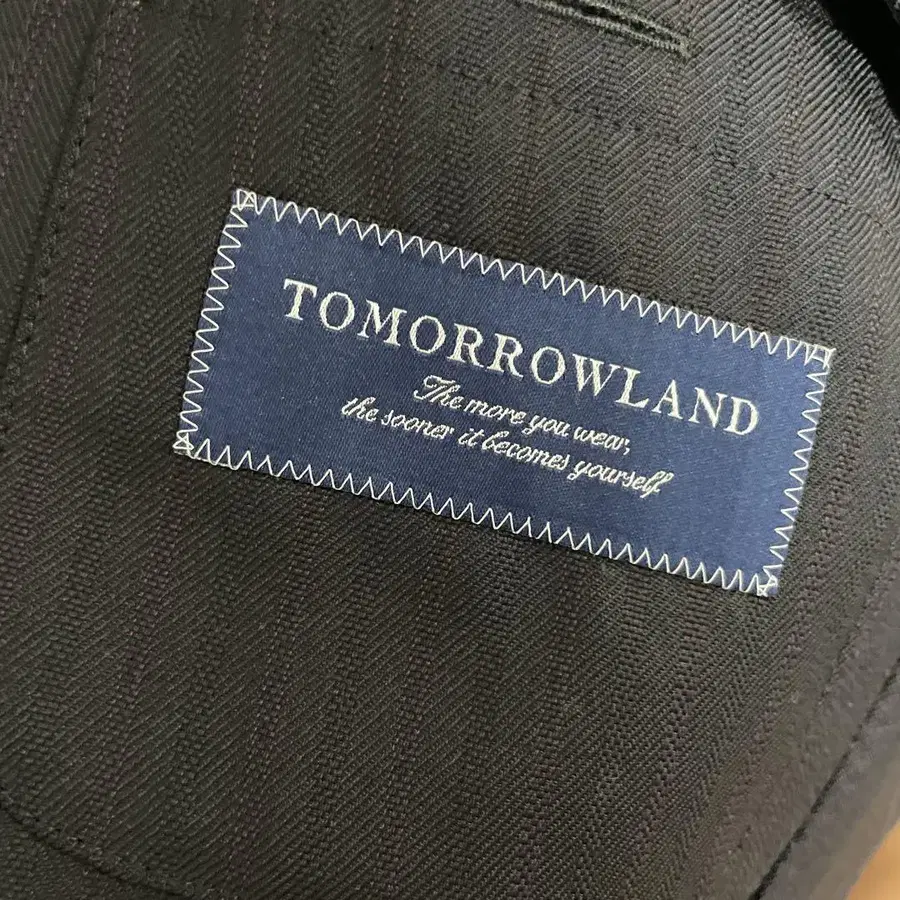 TOMORROWLAND
The more you wear,
the sooner it becomes yourself.